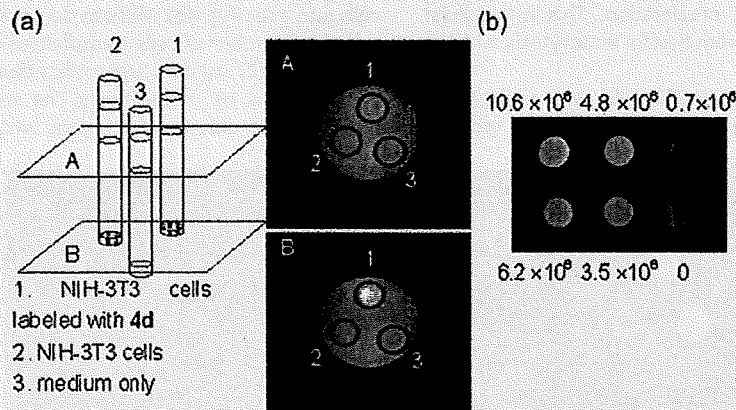 (a)
2 1
3
A
B
1. NIH-3T3 cells
labeled with 4d
2. NIH-3T3 cells
3. medium only
A
1
2
3
B
1
2
3
(b)
10.6 ×10⁶ 4.8 ×10⁶ 0.7×10⁶
6.2 ×10⁶ 3.5 ×10⁶ 0